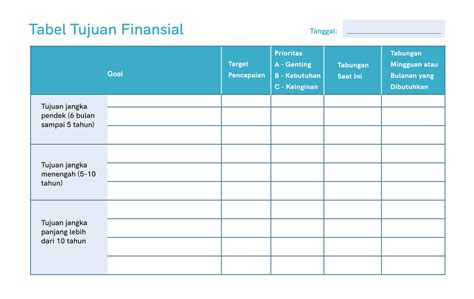 Tabel Tujuan Finansial
Tanggal:
Goal
Target
Pencapaian
Prioritas
A - Genting
B - Kebutuhan
C - Keinginan
Tabungan
Saat Ini
Tabungan
Mingguan atau
Bulanan yang
Dibutuhkan
Tujuan jangka
pendek (6 bulan
sampai 5 tahun)
Tujuan jangka
menengah (5-10
tahun)
Tujuan jangka
panjang lebih
dari 10 tahun